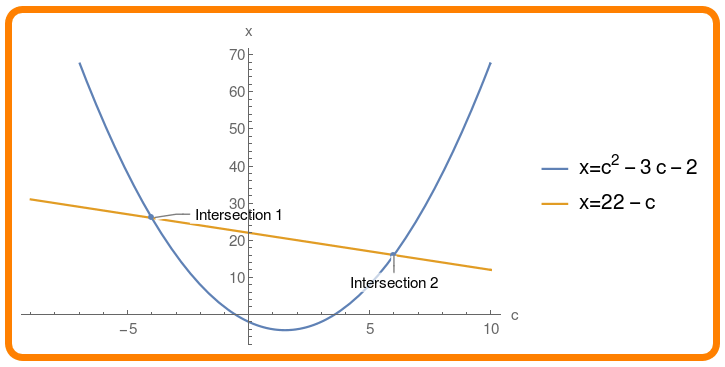 x
70
60
50
40
30
20
10
−5
5
10
c
Intersection 1
Intersection 2
x=c² − 3 c − 2
x=22 − c